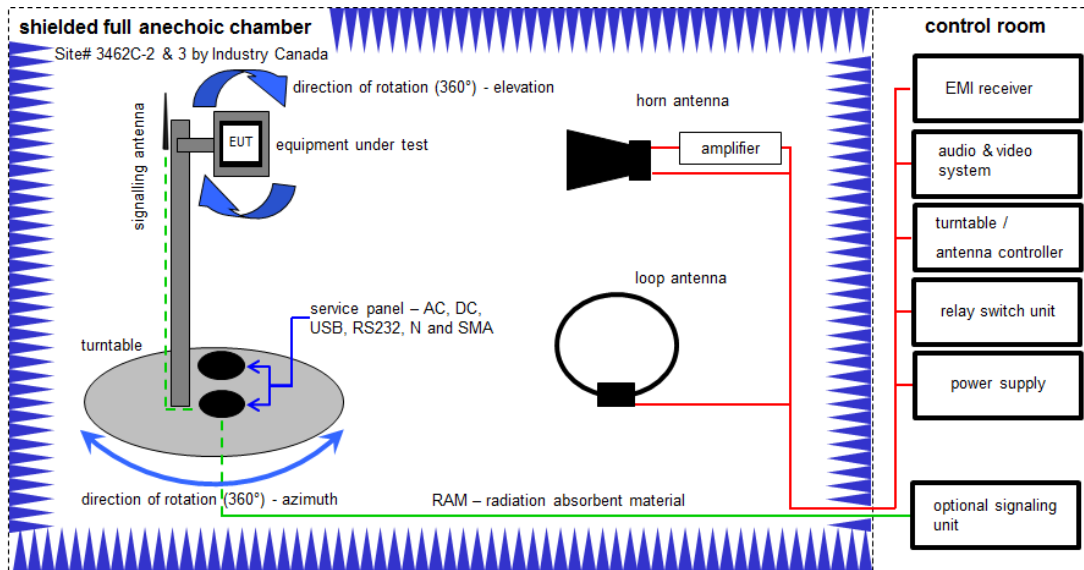 shielded full anechoic chamber
Site# 3462C-2 & 3 by Industry Canada
direction of rotation (360°) - elevation
signalling antenna
EUT
equipment under test
horn antenna
amplifier
loop antenna
service panel – AC, DC,
USB, RS232, N and SMA
turntable
direction of rotation (360°) - azimuth
RAM – radiation absorbent material
control room
EMI receiver
audio & video
system
turntable /
antenna controller
relay switch unit
power supply
optional signaling
unit